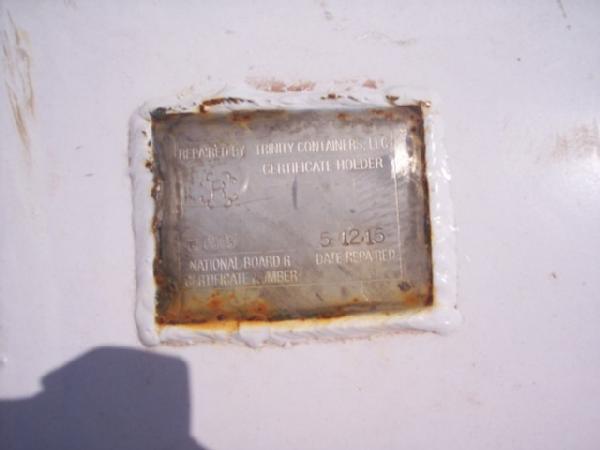 REPAIRED BY TRINITY CONTAINERS, LLC
CERTIFICATE HOLDER
R
5 12 15
NATIONAL BOARD R
CERTIFICATE NUMBER
DATE REPAIRED